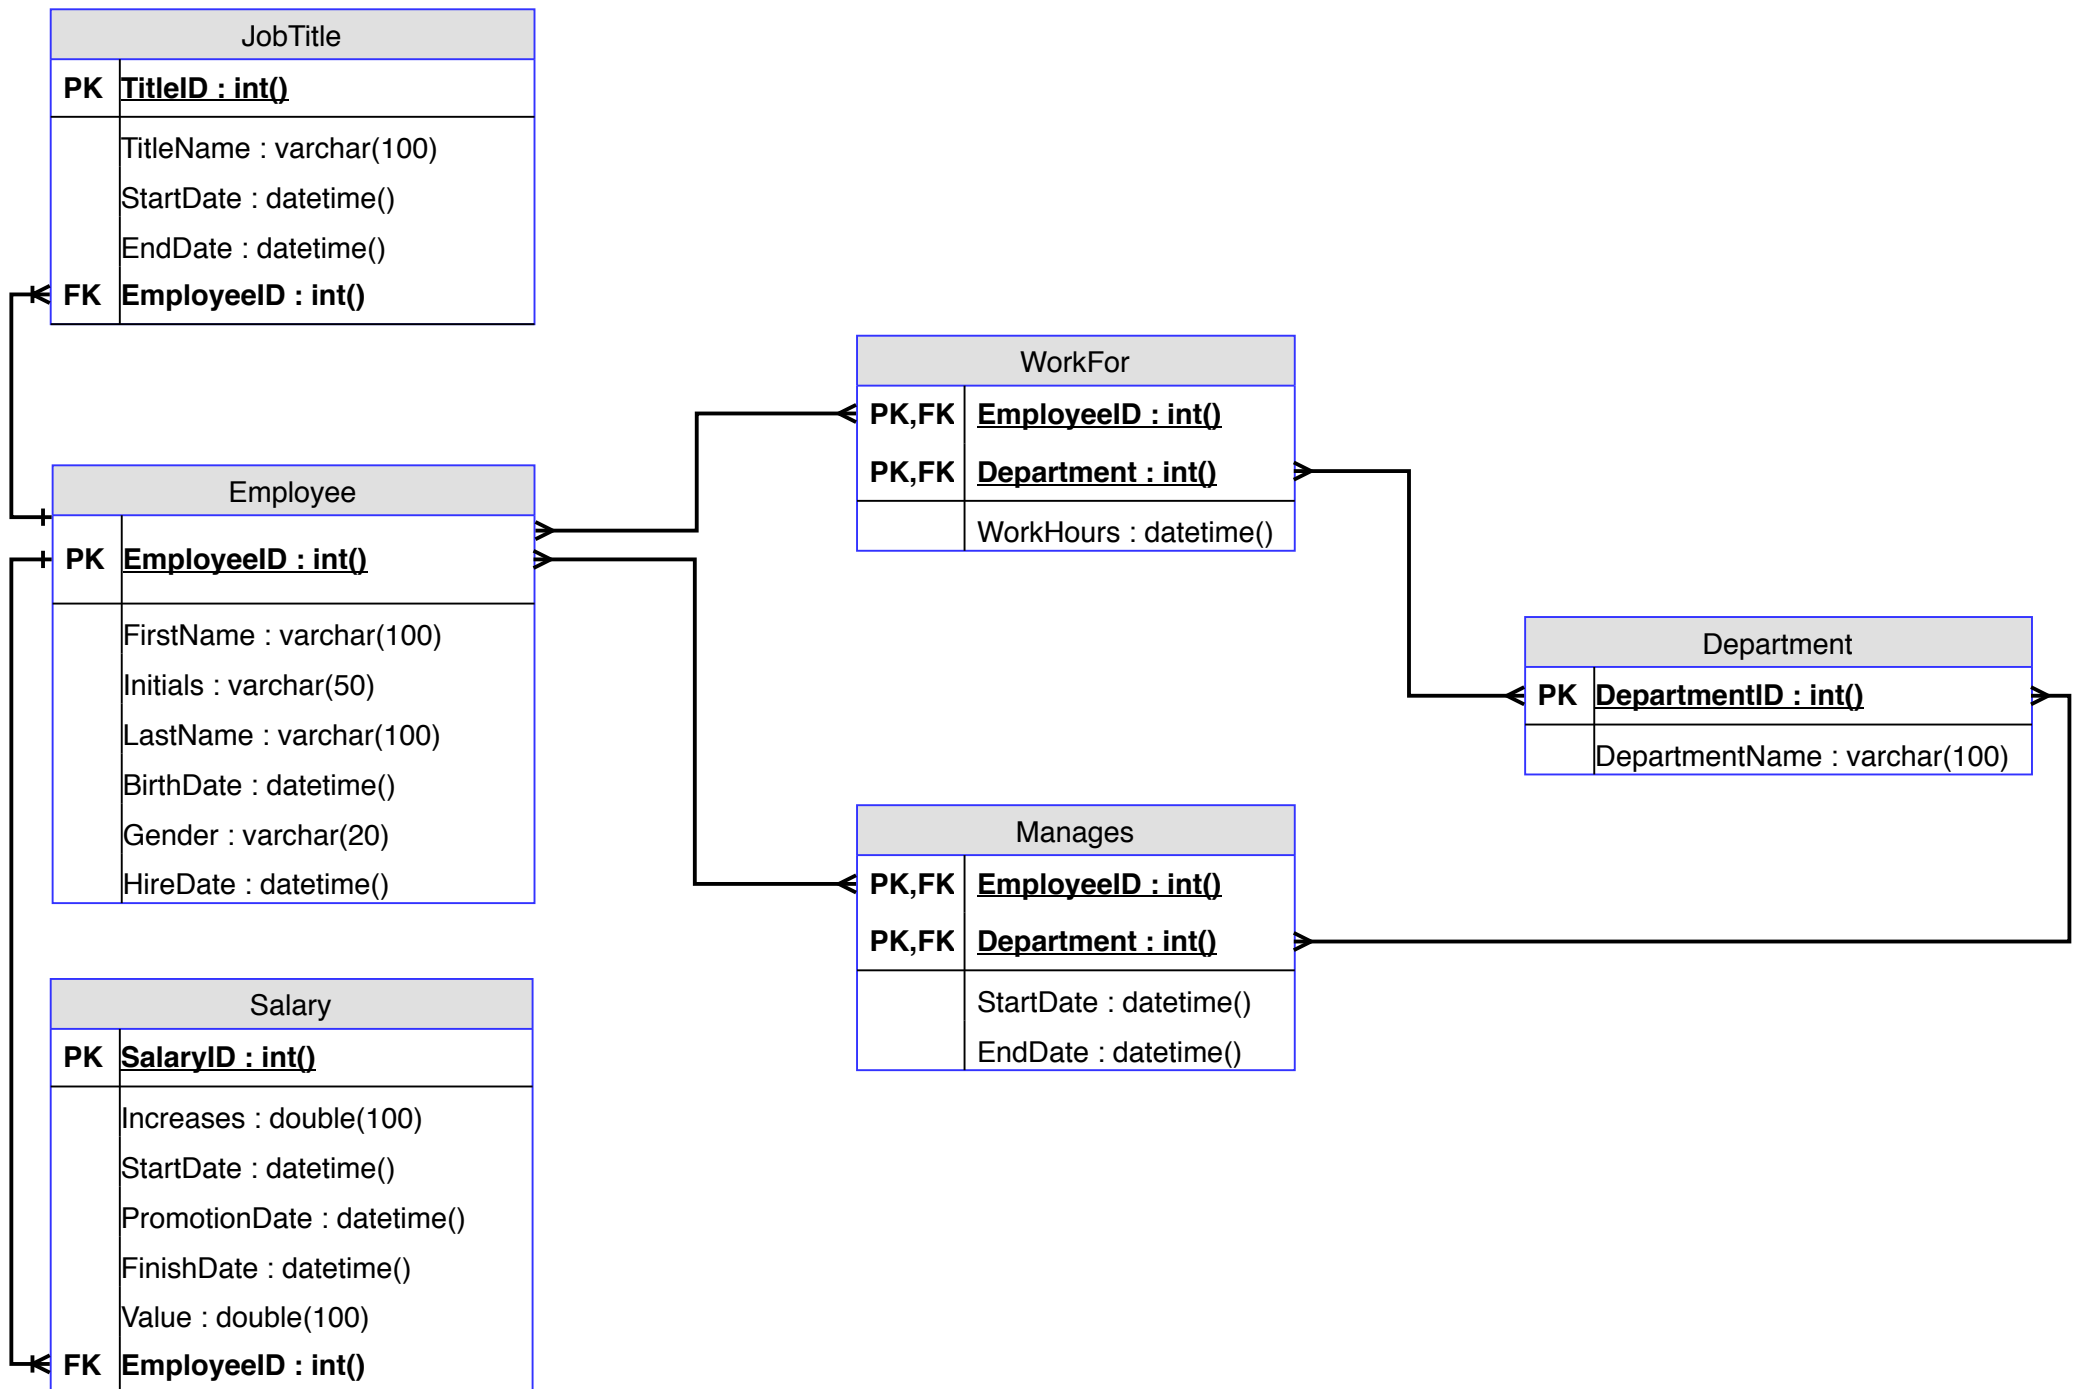 JobTitle
PK TitleID : int()
TitleName : varchar(100)
StartDate : datetime()
EndDate : datetime()
FK EmployeeID : int()
Employee
PK EmployeeID : int()
FirstName : varchar(100)
Initials : varchar(50)
LastName : varchar(100)
BirthDate : datetime()
Gender : varchar(20)
HireDate : datetime()
Salary
PK SalaryID : int()
Increases : double(100)
StartDate : datetime()
PromotionDate : datetime()
FinishDate : datetime()
Value : double(100)
FK EmployeeID : int()
WorkFor
PK,FK EmployeeID : int()
PK,FK Department : int()
WorkHours : datetime()
Manages
PK,FK EmployeeID : int()
PK,FK Department : int()
StartDate : datetime()
EndDate : datetime()
Department
PK DepartmentID : int()
DepartmentName : varchar(100)